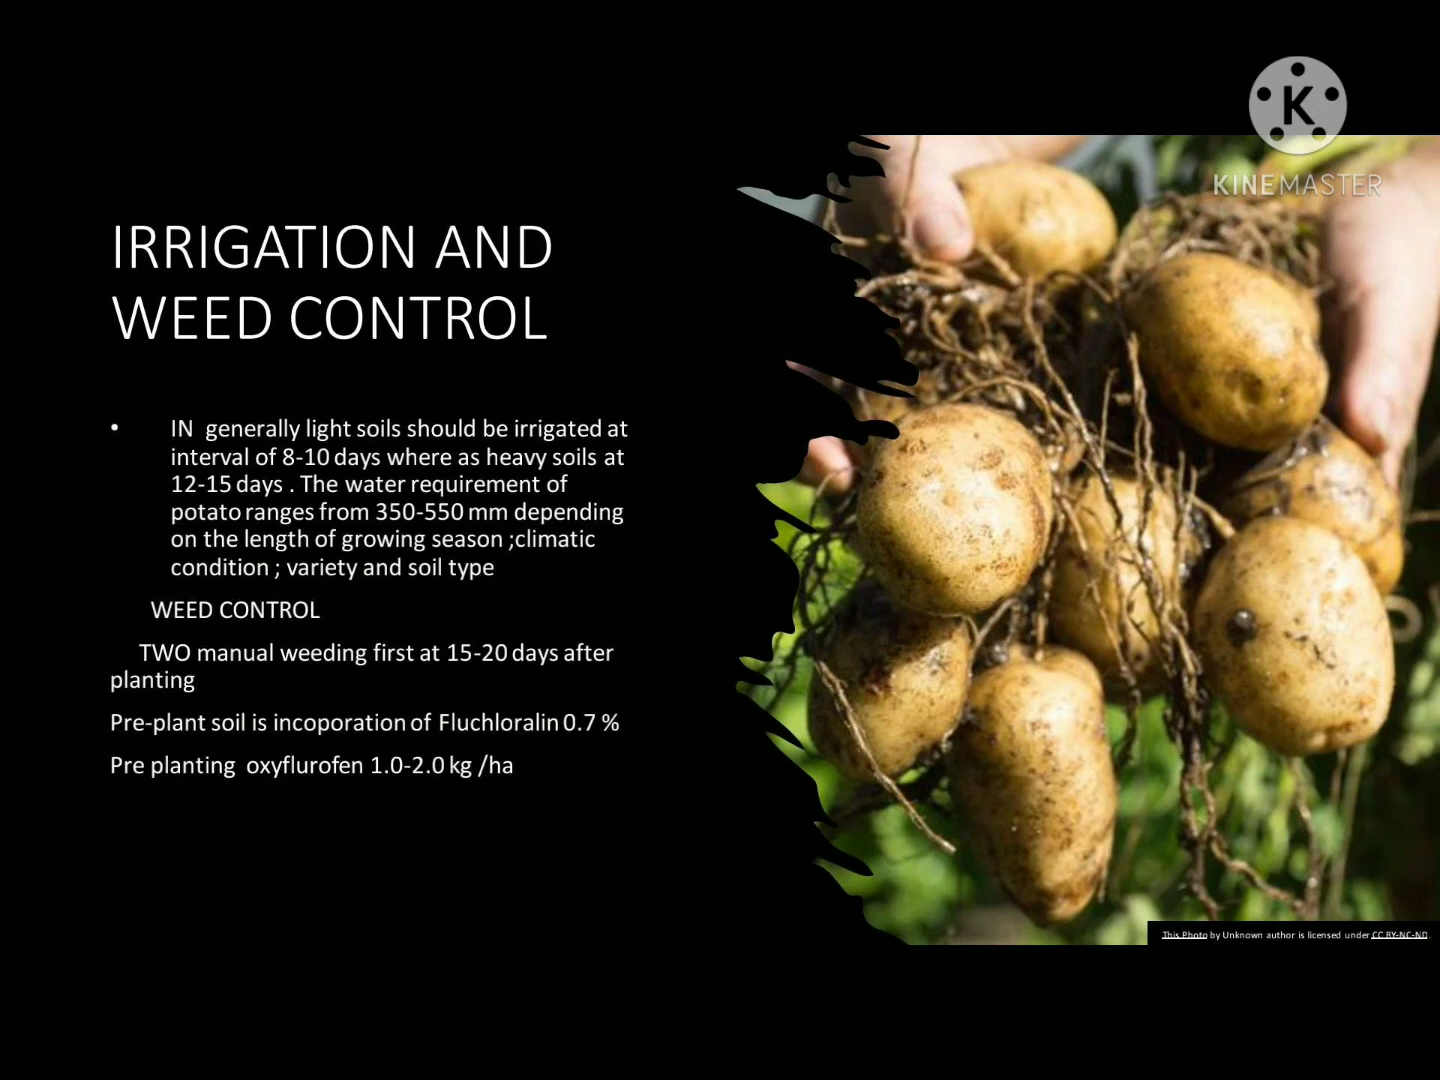 IRRIGATION AND
WEED CONTROL
• IN generally light soils should be irrigated at
interval of 8-10 days where as heavy soils at
12-15 days . The water requirement of
potato ranges from 350-550 mm depending
on the length of growing season ;climatic
condition ; variety and soil type
WEED CONTROL
TWO manual weeding first at 15-20 days after
planting
Pre-plant soil is incoporation of Fluchloralin 0.7 %
Pre planting oxyflurofen 1.0-2.0 kg /ha
K
KINEMASTER
This Photo by Unknown author is licensed under CC BY-NC-ND.